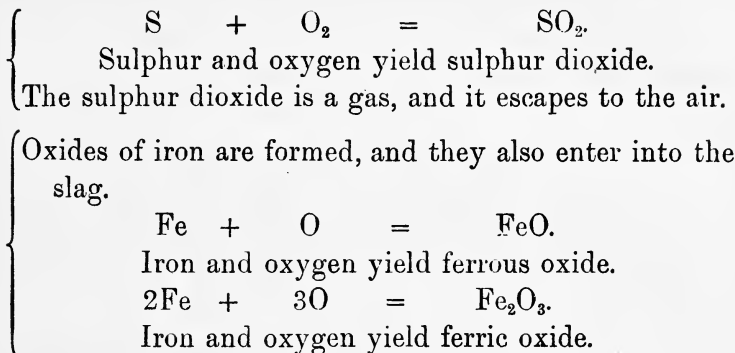 S + O₂ = SO₂.
Sulphur and oxygen yield sulphur dioxide.
The sulphur dioxide is a gas, and it escapes to the air.
Oxides of iron are formed, and they also enter into the
slag.
Fe + O = FeO.
Iron and oxygen yield ferrous oxide.
2Fe + 3O = Fe₂O₃.
Iron and oxygen yield ferric oxide.